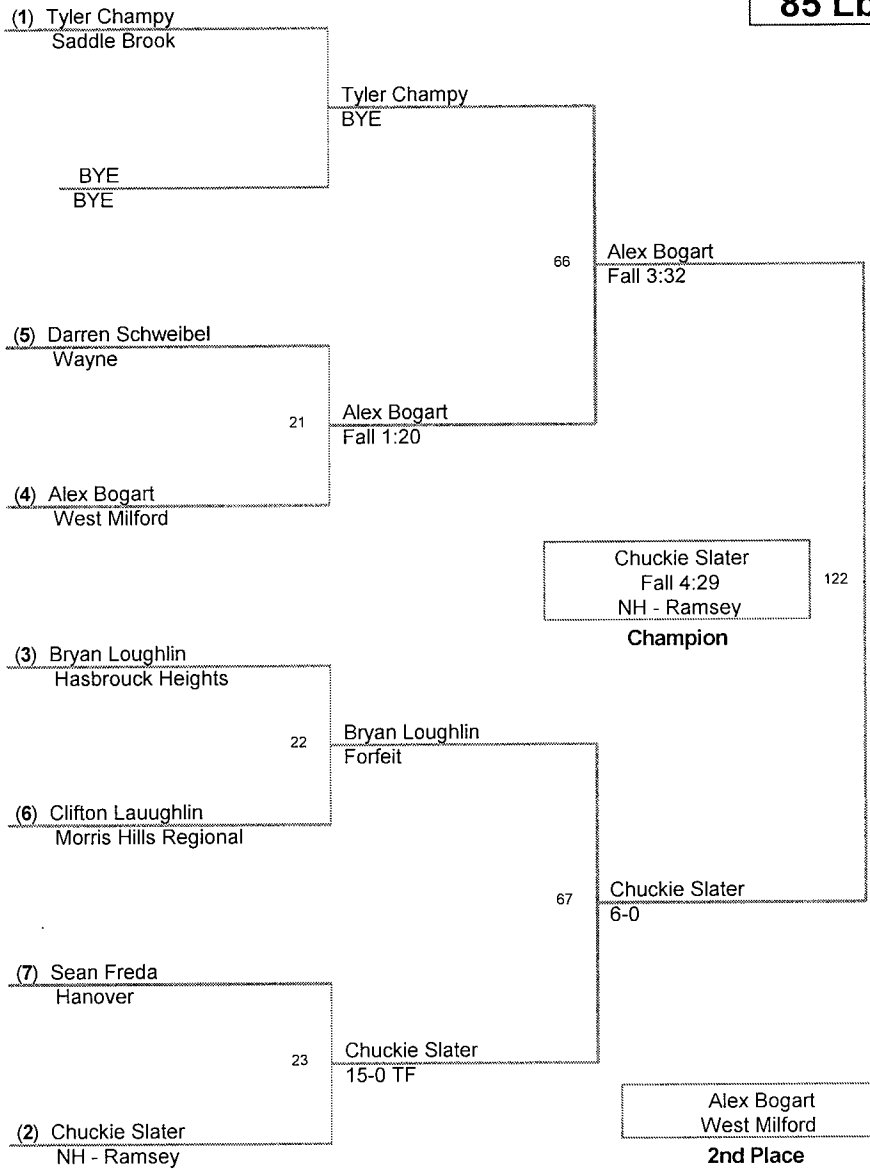 85 Lb
(1) Tyler Champy
Saddle Brook
Tyler Champy
BYE
BYE
BYE
66
Alex Bogart
Fall 3:32
(5) Darren Schweibel
Wayne
21
Alex Bogart
Fall 1:20
(4) Alex Bogart
West Milford
Chuckie Slater
Fall 4:29
NH - Ramsey
Champion
122
(3) Bryan Loughlin
Hasbrouck Heights
22
Bryan Loughlin
Forfeit
(6) Clifton Lauughlin
Morris Hills Regional
67
Chuckie Slater
6-0
(7) Sean Freda
Hanover
23
Chuckie Slater
15-0 TF
(2) Chuckie Slater
NH - Ramsey
Alex Bogart
West Milford
2nd Place